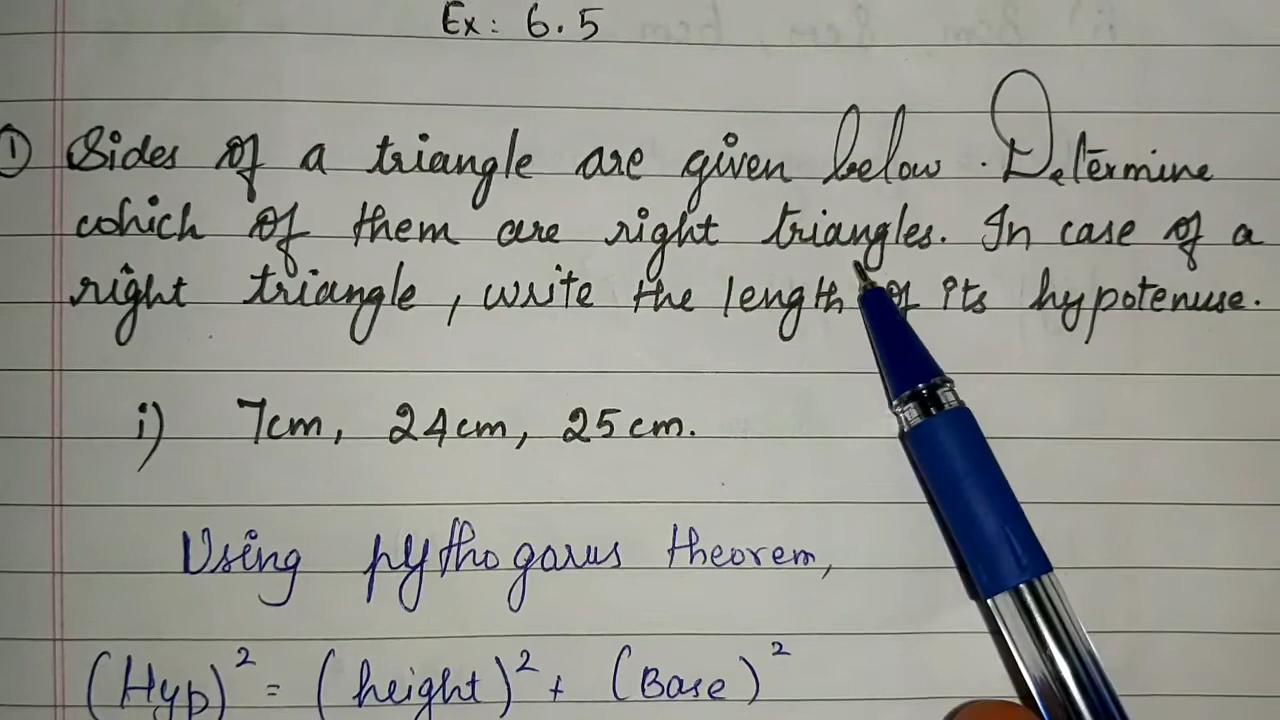 Ex: 6.5
① Sides of a triangle are given below. Determine
which of them are right triangles. In case of a
right triangle, write the length of its hypotenuse.
i) 7cm, 24cm, 25cm.
Using pythogarus theorem,
(Hyp)² = (height)² + (Base)²